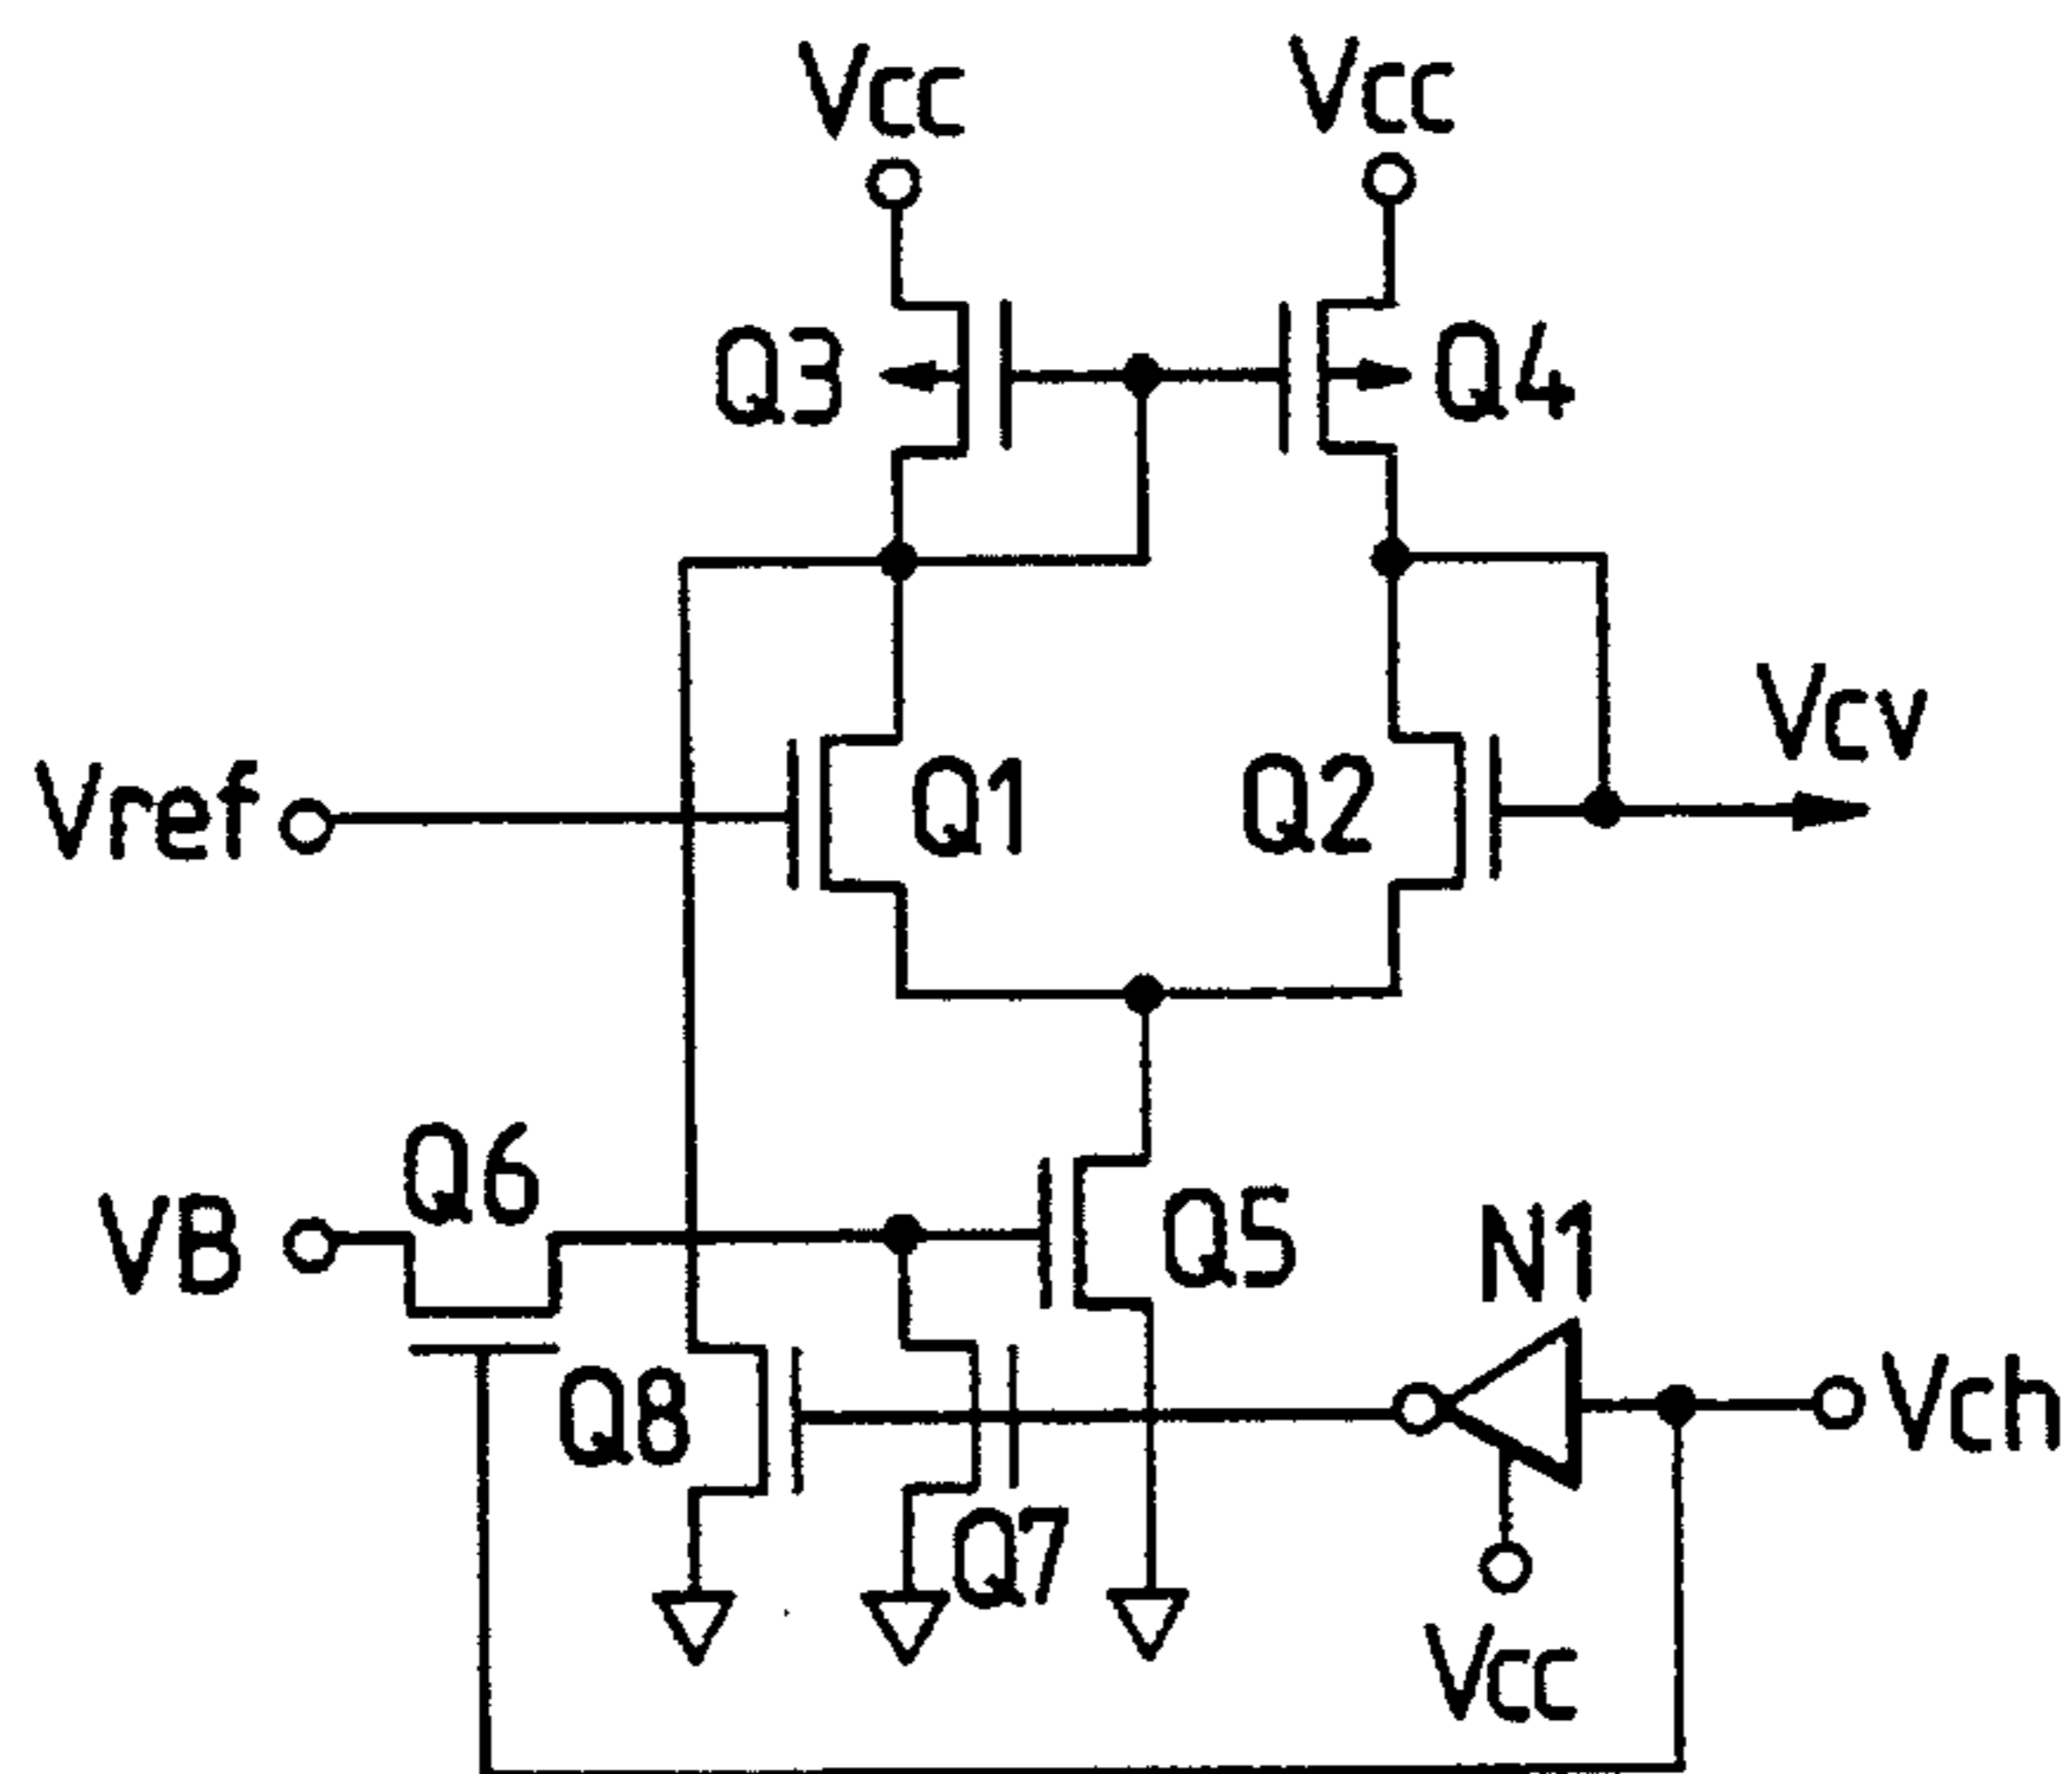 Vcc Vcc
Q3 Q4
Vcv
Vref Q1 Q2
Q6
VB Q5 N1
Q8 Vch
Q7
Vcc